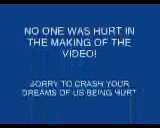 NO ONE WAS HURT IN
THE MAKING OF THE
VIDEO!
SORRY TO CRASH YOUR
DREAMS OF US BEING HURT